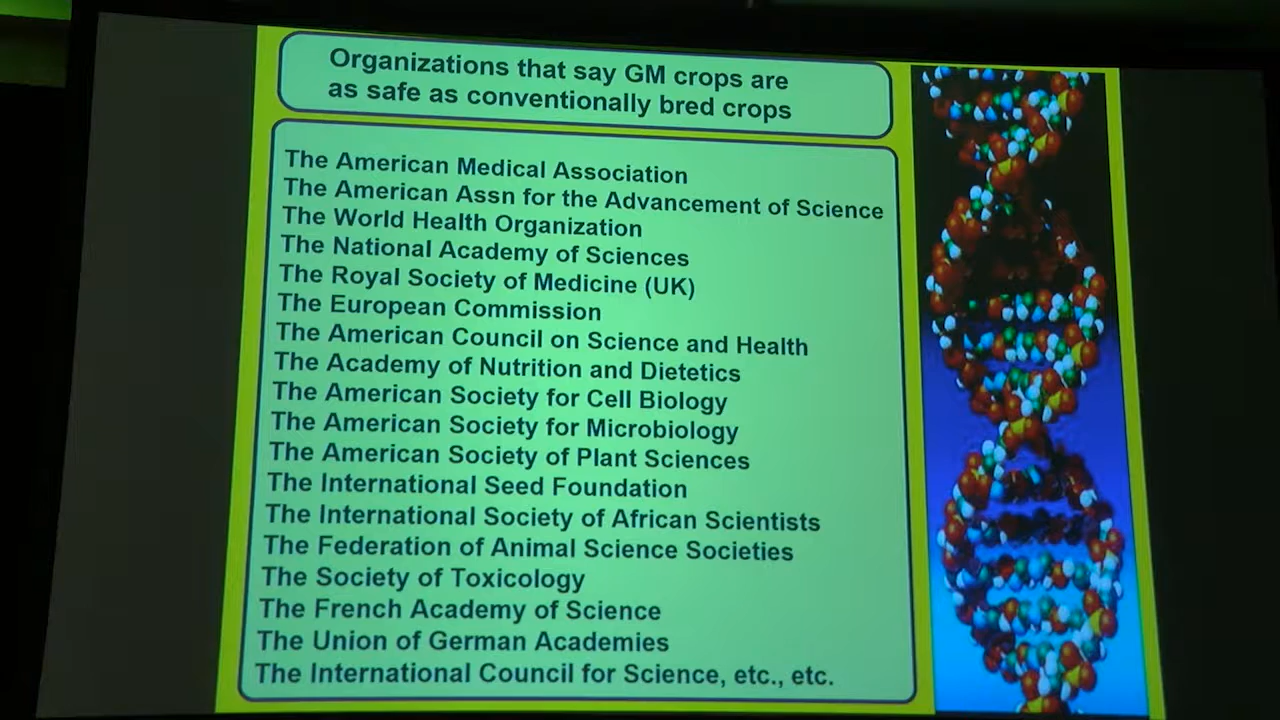 Organizations that say GM crops are
as safe as conventionally bred crops
The American Medical Association
The American Assn for the Advancement of Science
The World Health Organization
The National Academy of Sciences
The Royal Society of Medicine (UK)
The European Commission
The American Council on Science and Health
The Academy of Nutrition and Dietetics
The American Society for Cell Biology
The American Society for Microbiology
The American Society of Plant Sciences
The International Seed Foundation
The International Society of African Scientists
The Federation of Animal Science Societies
The Society of Toxicology
The French Academy of Science
The Union of German Academies
The International Council for Science, etc., etc.